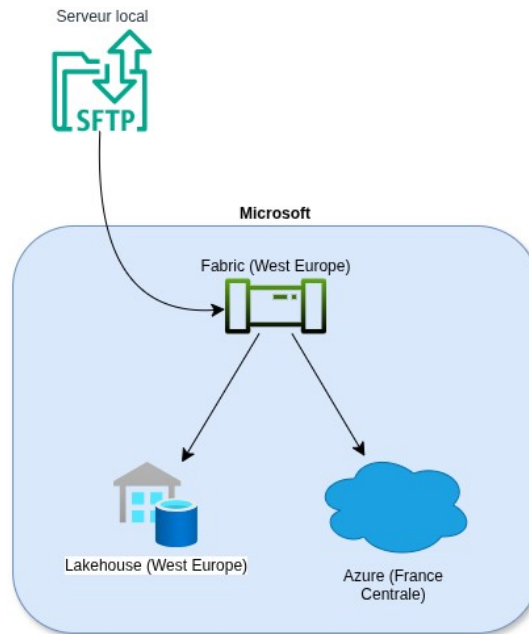 Serveur local
SFTP
Microsoft
Fabric (West Europe)
Lakehouse (West Europe)
Azure (France
Centrale)